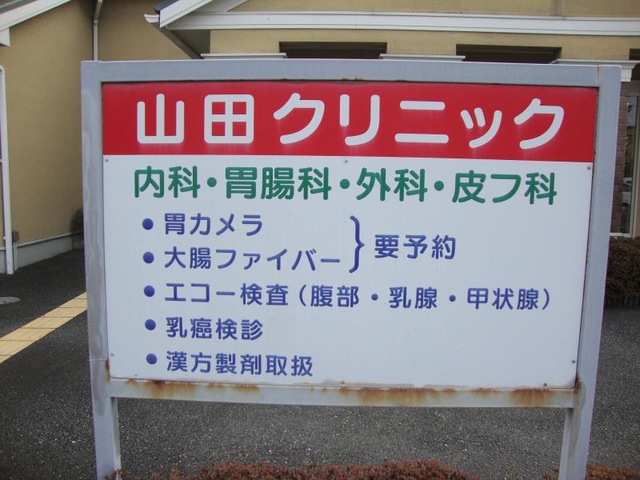 山田クリニック
内科・胃腸科・外科・皮フ科
●胃カメラ
●大腸ファイバー}要予約
●エコー検査(腹部・乳腺・甲状腺)
●乳癌検診
●漢方製剤取扱